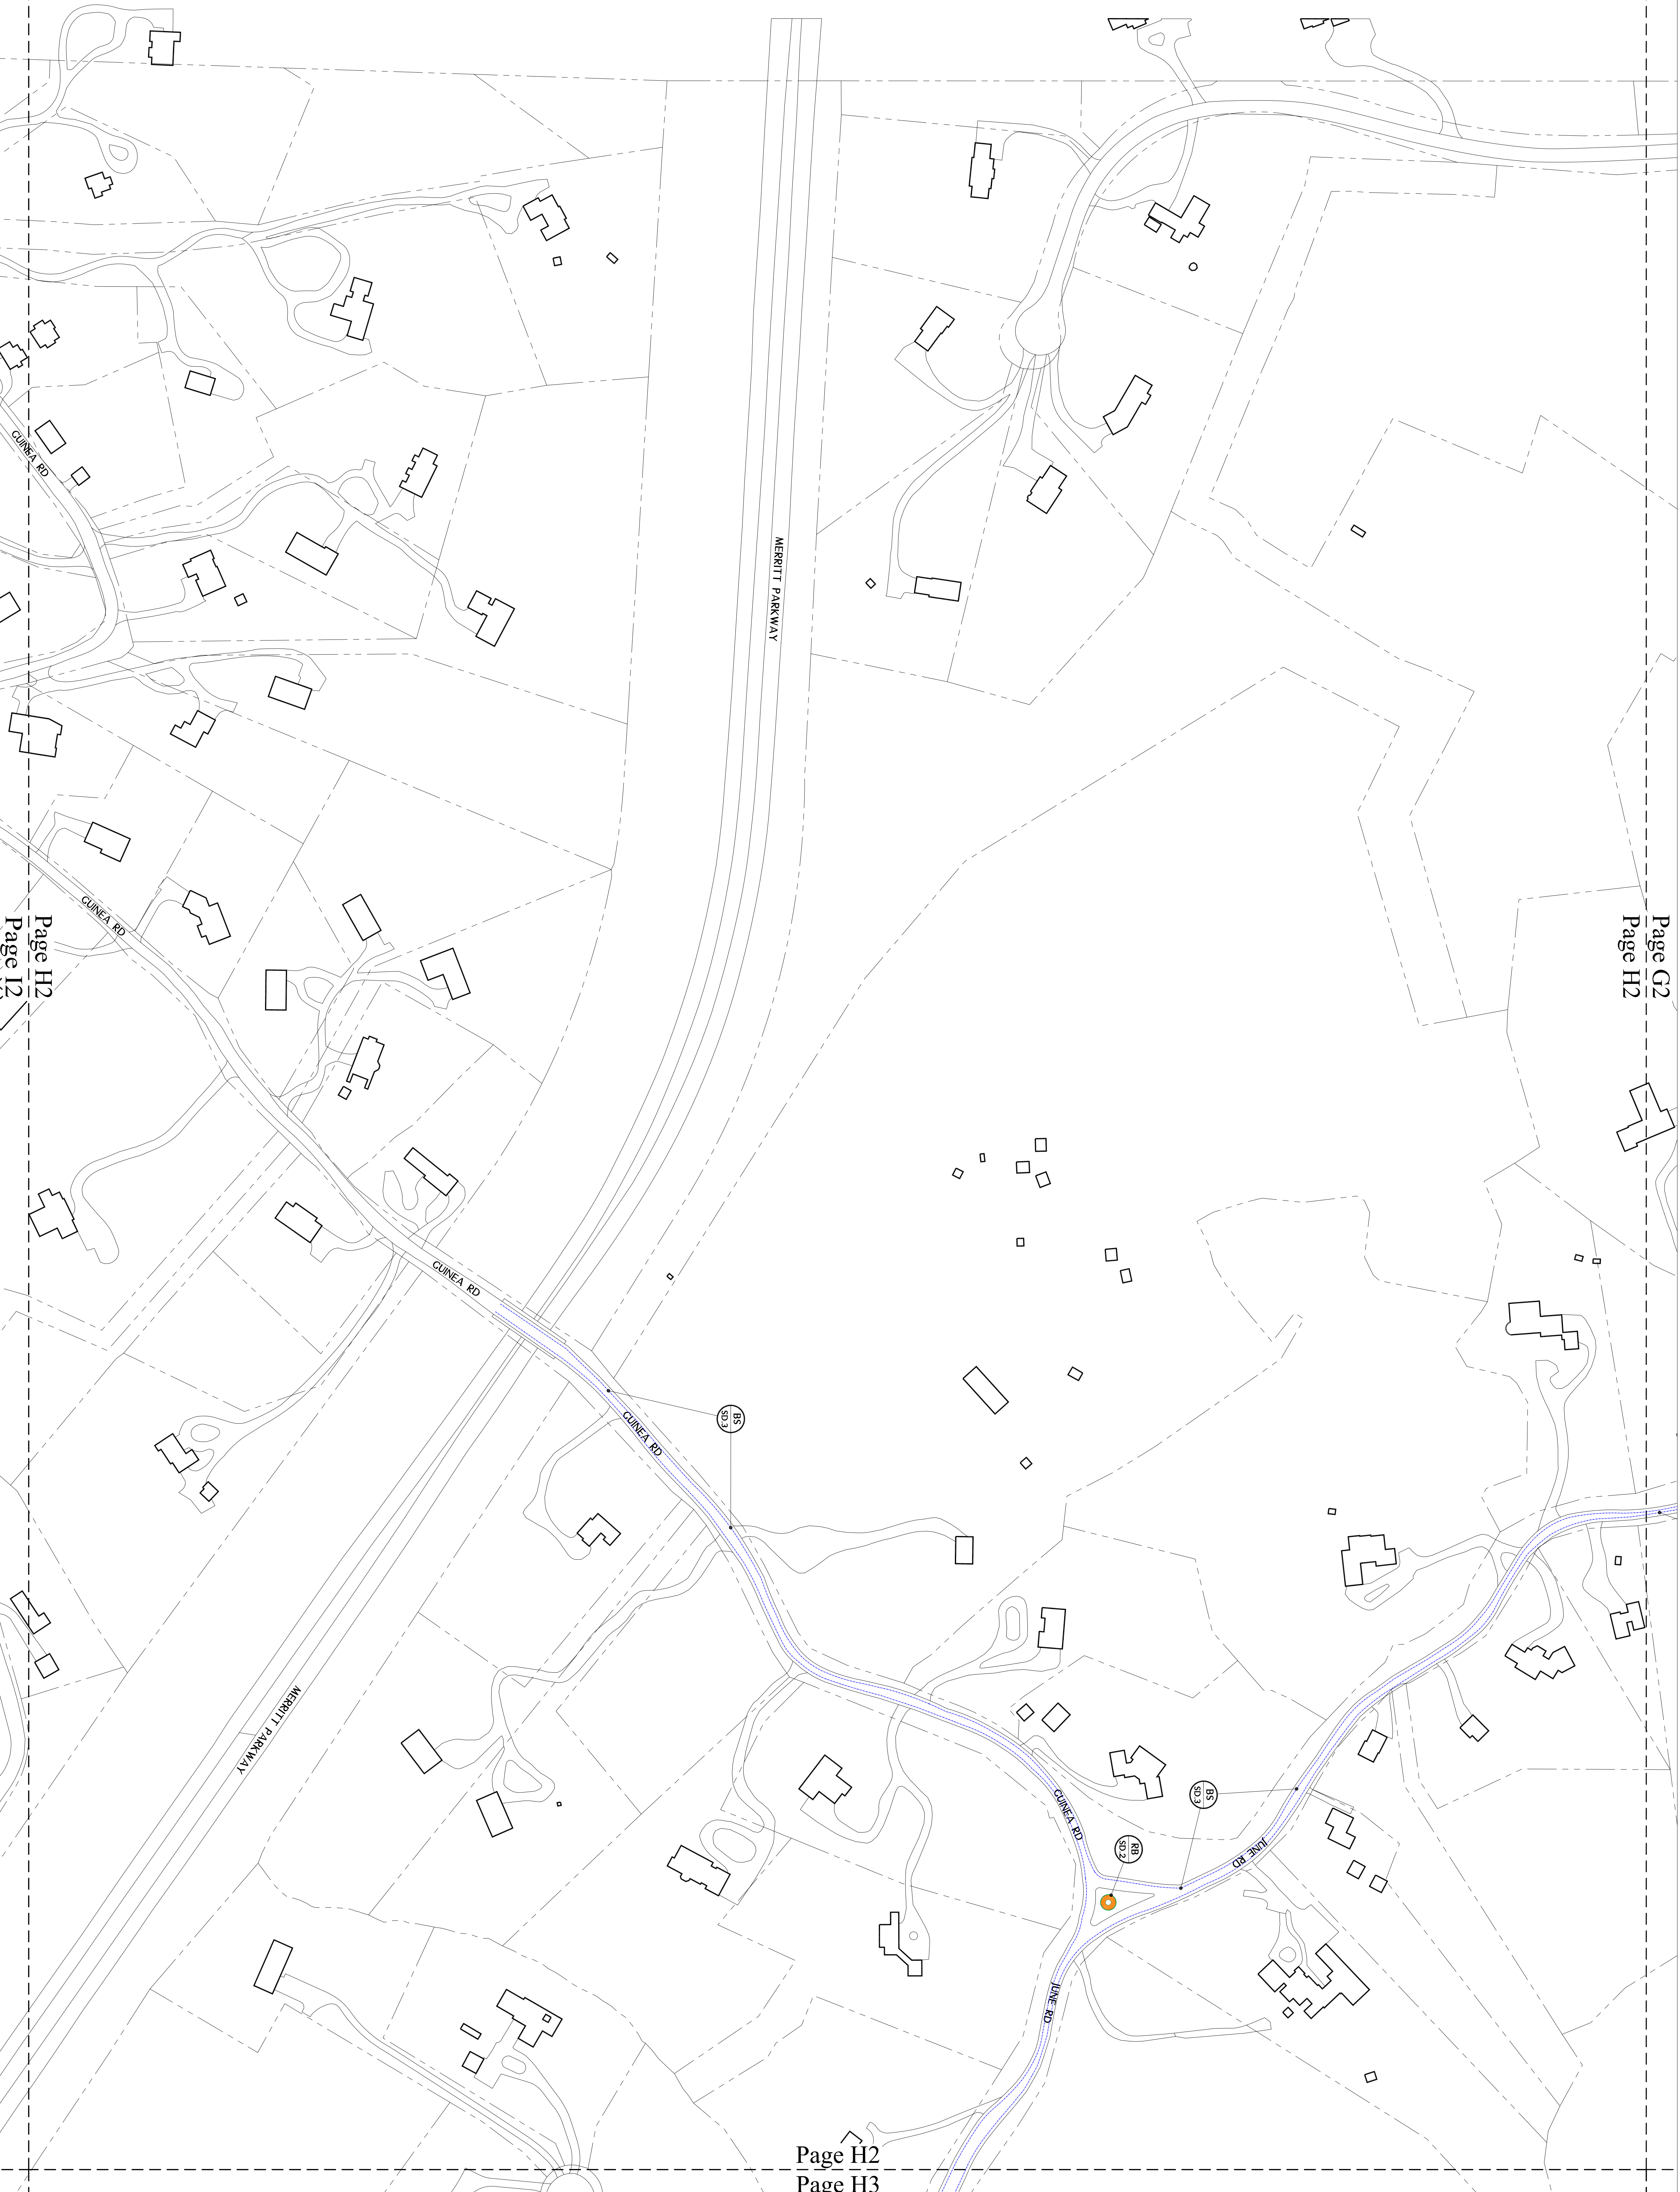 GUINEA RD
MERRITT PARKWAY
GUINEA RD
Page H2
Page I2
Page G2
Page H2
GUINEA RD
BS
SD.3
GUINEA RD
MERRITT PARKWAY
GUINEA RD
BS
SD.3
RB
SD.2
JUNE RD
JUNE RD
Page H2
Page H3